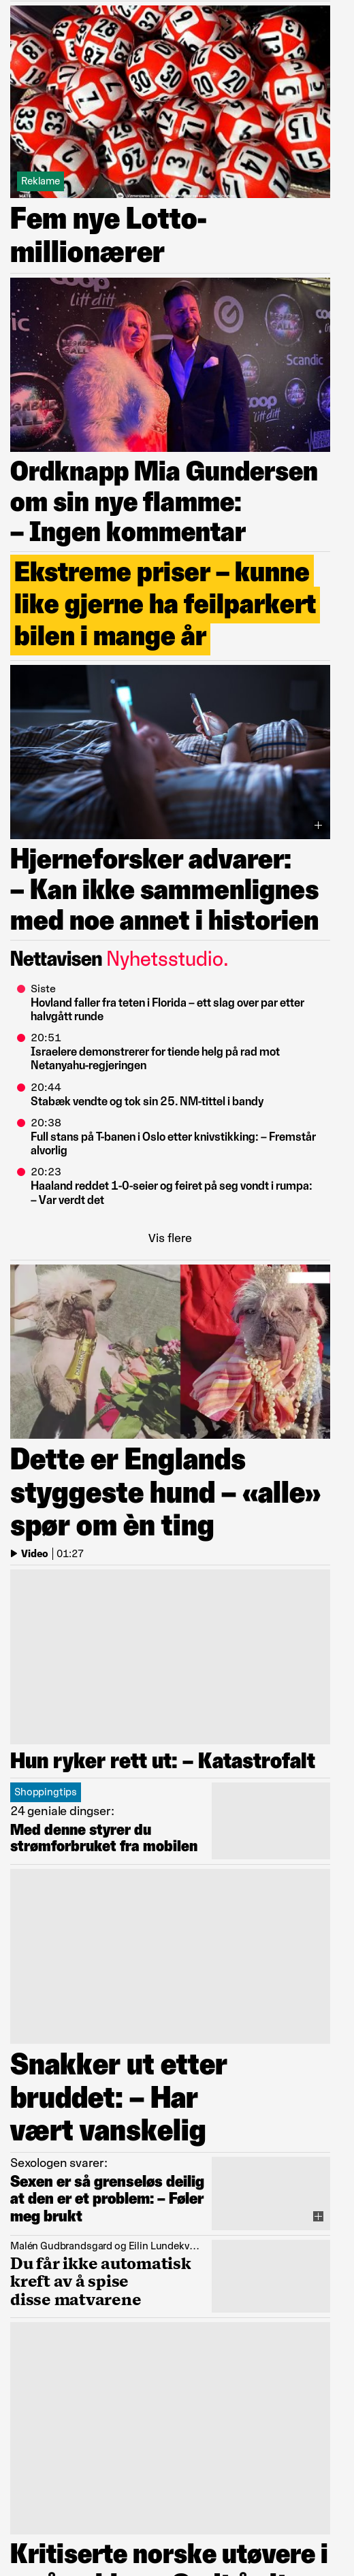 Reklame
Fem nye Lotto-
millionærer
coop
Litt ditt
coop
Litt ditt
Scandic
Ordknapp Mia Gundersen
om sin nye flamme:
– Ingen kommentar
Ekstreme priser – kunne
like gjerne ha feilparkert
bilen i mange år
Hjerneforsker advarer:
– Kan ikke sammenlignes
med noe annet i historien
Nettavisen Nyhetsstudio.
Siste
Hovland faller fra teten i Florida – ett slag over par etter
halvgått runde
20:51
Israelere demonstrerer for tiende helg på rad mot
Netanyahu-regjeringen
20:44
Stabæk vendte og tok sin 25. NM-tittel i bandy
20:38
Full stans på T-banen i Oslo etter knivstikking: – Fremstår
alvorlig
20:23
Haaland reddet 1-0-seier og feiret på seg vondt i rumpa:
– Var verdt det
Vis flere
Dette er Englands
styggeste hund – «alle»
spør om èn ting
Video 01:27
Hun ryker rett ut: – Katastrofalt
Shoppingtips
24 geniale dingser:
Med denne styrer du
strømforbruket fra mobilen
Snakker ut etter
bruddet: – Har
vært vanskelig
Sexologen svarer:
Sexen er så grenseløs deilig
at den er et problem: – Føler
meg brukt
Malén Gudbrandsgard og Eilin Lundekv...
Du får ikke automatisk
kreft av å spise
disse matvarene
Kritiserte norske utøvere i